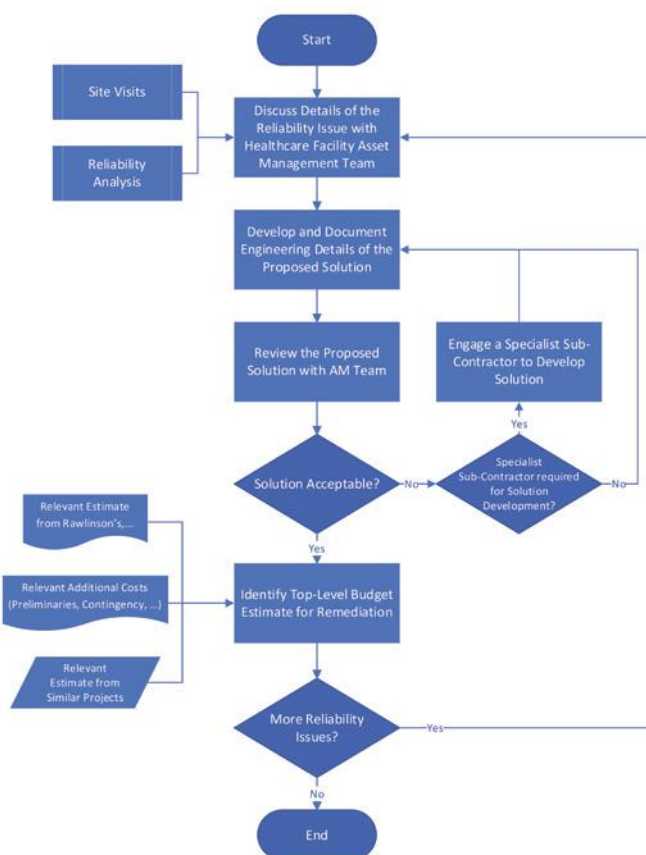 Start
Site Visits
Reliability
Analysis
Discuss Details of the
Reliability Issue with
Healthcare Facility Asset
Management Team
Develop and Document
Engineering Details of the
Proposed Solution
Review the Proposed
Solution with AM Team
Engage a Specialist Sub-
Contractor to Develop
Solution
Yes
Solution Acceptable?
No
Specialist
Sub-Contractor required
for Solution
Development?
No
Yes
Relevant Estimate
from Rawlinson's,...
Relevant Additional Costs
(Preliminaries, Contingency, ...)
Relevant
Estimate from
Similar Projects
Identify Top-Level Budget
Estimate for Remediation
More Reliability
Issues?
Yes
No
End